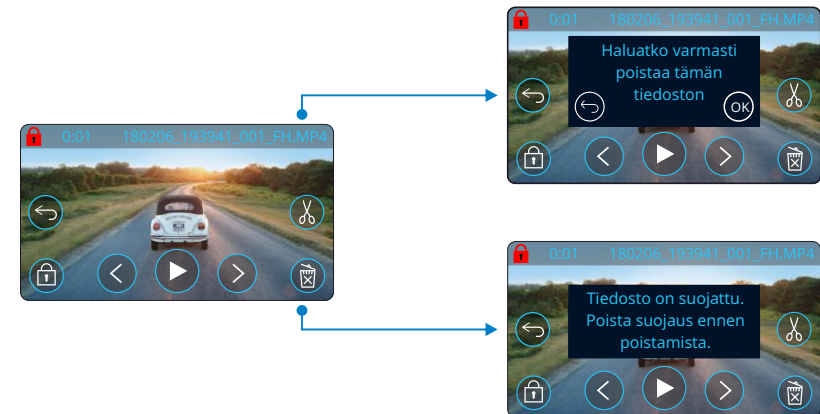 0:01 180206_193941_001_FH.MP4
Haluatko varmasti
poistaa tämän
tiedoston
OK
0:01 180206_193941_001_FH.MP4
0:01 180206_193941_001_FH.MP4
Tiedosto on suojattu.
Poista suojaus ennen
poistamista.